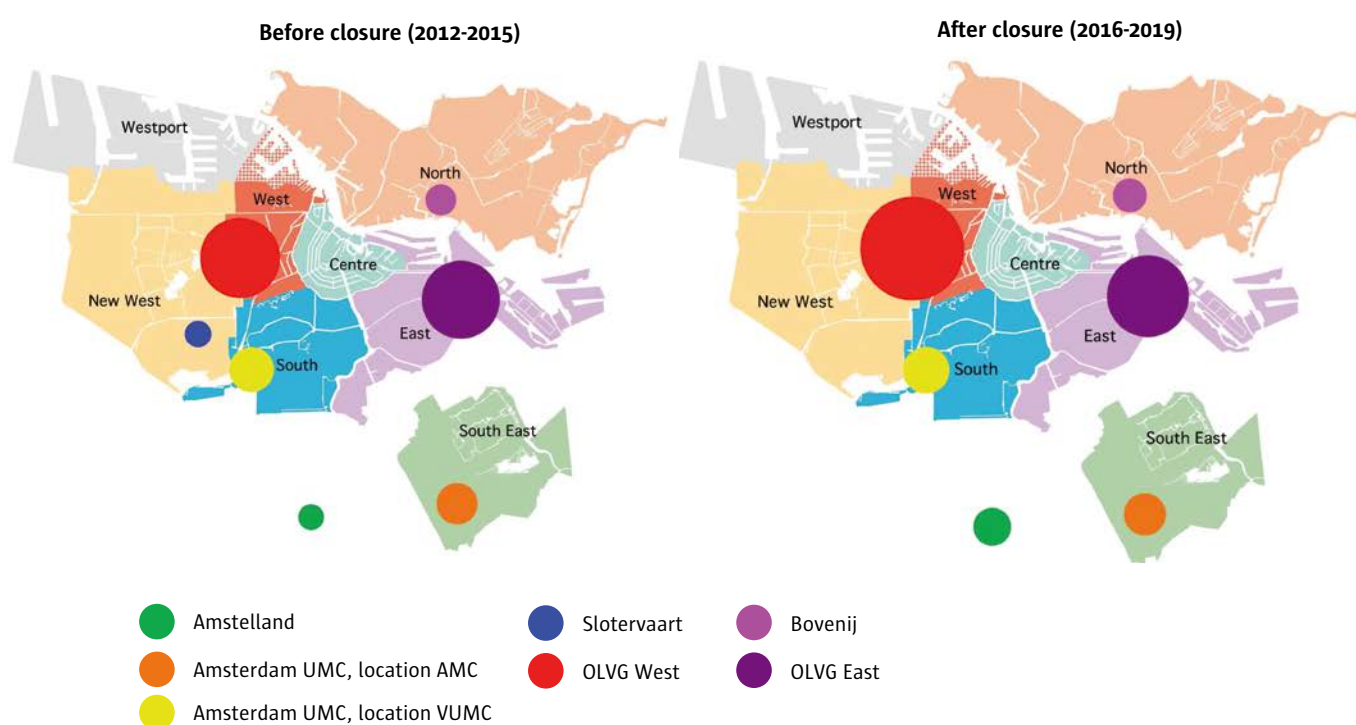 Before closure (2012-2015)
After closure (2016-2019)
Westport
North
West
Centre
New West
East
South
South East
Westport
North
West
Centre
New West
East
South
South East
Amstelland
Slotervaart
Bovenij
Amsterdam UMC, location AMC
OLVG West
OLVG East
Amsterdam UMC, location VUMC